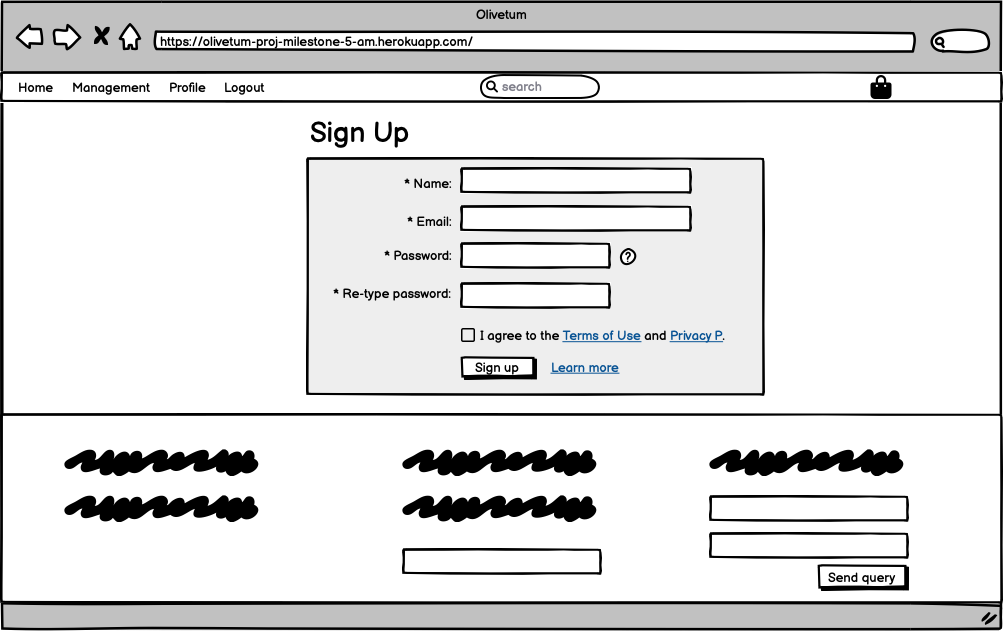 Olivetum
https://olivetum-proj-milestone-5-am.herokuapp.com/
Home Management Profile Logout search
Sign Up
* Name:
* Email:
* Password: ?
* Re-type password:
I agree to the Terms of Use and Privacy P.
Sign up Learn more
Send query